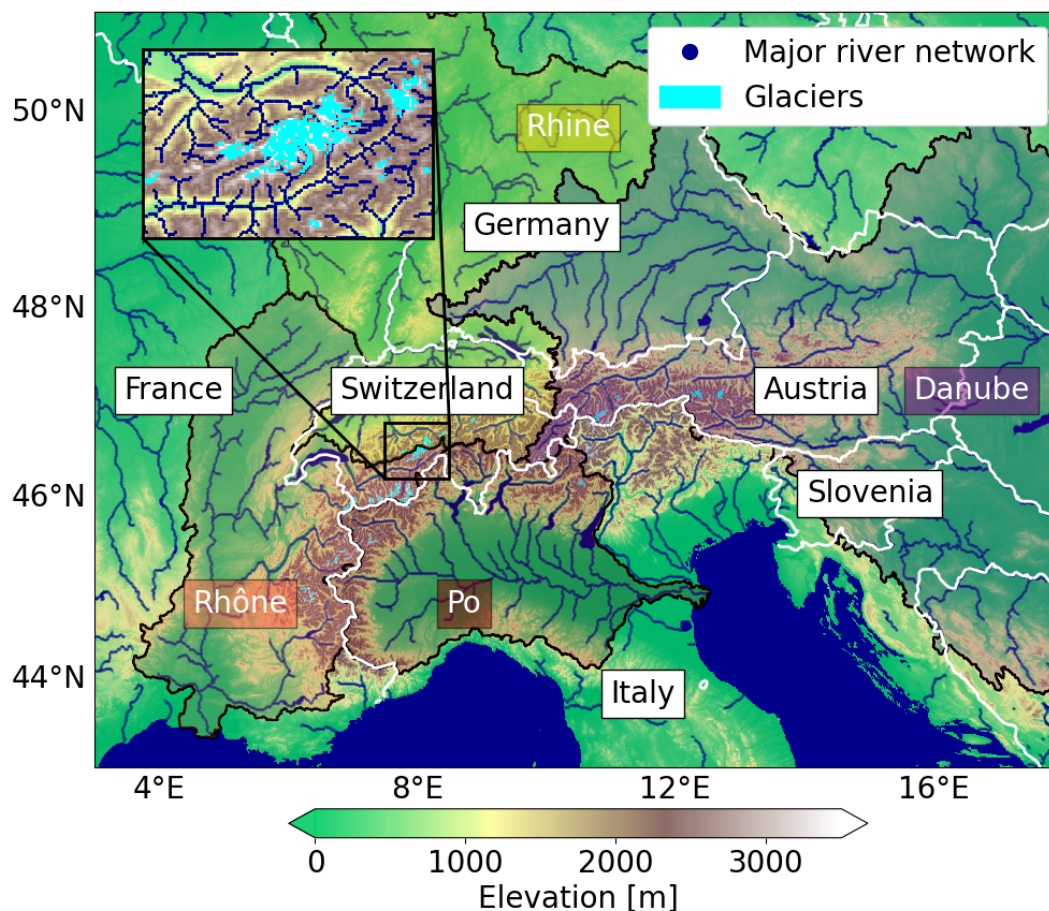 Major river network
Glaciers
50°N
Rhine
Germany
48°N
France
Switzerland
Austria
Danube
46°N
Slovenia
Rhône
Po
44°N
Italy
4°E
8°E
12°E
16°E
0
1000
2000
3000
Elevation [m]